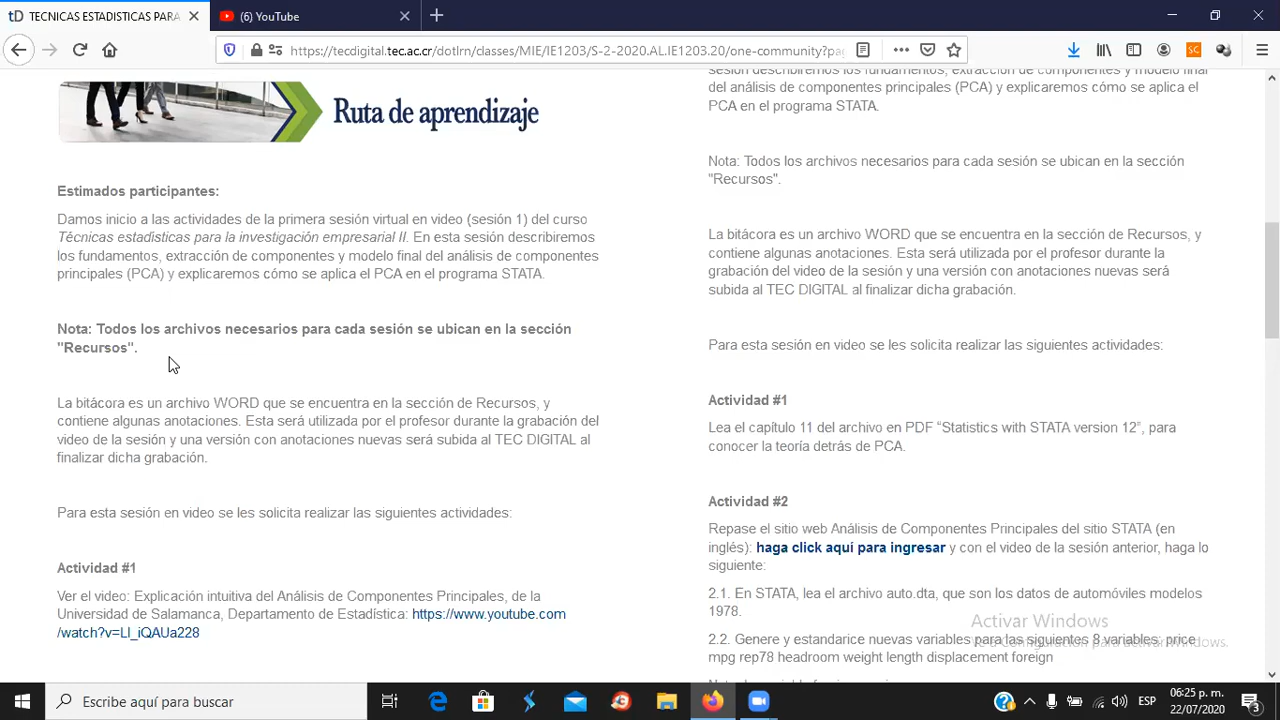 TECNICAS ESTADISTICAS PARA
(6) YouTube
https://tecdigital.tec.ac.cr/dotlrn/classes/MIE/IE1203/S-2-2020.AL.IE1203.20/one-community?pa
Ruta de aprendizaje
Estimados participantes:
Damos inicio a las actividades de la primera sesión virtual en video (sesión 1) del curso
Técnicas estadísticas para la investigación empresarial II. En esta sesión describiremos
los fundamentos, extracción de componentes y modelo final del análisis de componentes
principales (PCA) y explicaremos cómo se aplica el PCA en el programa STATA.
Nota: Todos los archivos necesarios para cada sesión se ubican en la sección
"Recursos".
La bitácora es un archivo WORD que se encuentra en la sección de Recursos, y
contiene algunas anotaciones. Esta será utilizada por el profesor durante la grabación del
video de la sesión y una versión con anotaciones nuevas será subida al TEC DIGITAL al
finalizar dicha grabación.
Para esta sesión en video se les solicita realizar las siguientes actividades:
Actividad #1
Ver el video: Explicación intuitiva del Análisis de Componentes Principales, de la
Universidad de Salamanca, Departamento de Estadística: https://www.youtube.com
/watch?v=LI_iQAUa228
sesión describiremos los fundamentos, extracción de componentes y modelo final
del análisis de componentes principales (PCA) y explicaremos cómo se aplica el
PCA en el programa STATA.
Nota: Todos los archivos necesarios para cada sesión se ubican en la sección
"Recursos".
La bitácora es un archivo WORD que se encuentra en la sección de Recursos, y
contiene algunas anotaciones. Esta será utilizada por el profesor durante la
grabación del video de la sesión y una versión con anotaciones nuevas será
subida al TEC DIGITAL al finalizar dicha grabación.
Para esta sesión en video se les solicita realizar las siguientes actividades:
Actividad #1
Lea el capítulo 11 del archivo en PDF “Statistics with STATA version 12”, para
conocer la teoría detrás de PCA.
Actividad #2
Repase el sitio web Análisis de Componentes Principales del sitio STATA (en
inglés): haga click aquí para ingresar y con el video de la sesión anterior, haga lo
siguiente:
2.1. En STATA, lea el archivo auto.dta, que son los datos de automóviles modelos
1978.
2.2. Genere y estandarice nuevas variables para las siguientes 8 variables: price
mpg rep78 headroom weight length displacement foreign
Activar Windows
Ve a Configuración para activar Windows.
Escribe aquí para buscar
ESP
06:25 p. m.
22/07/2020
3